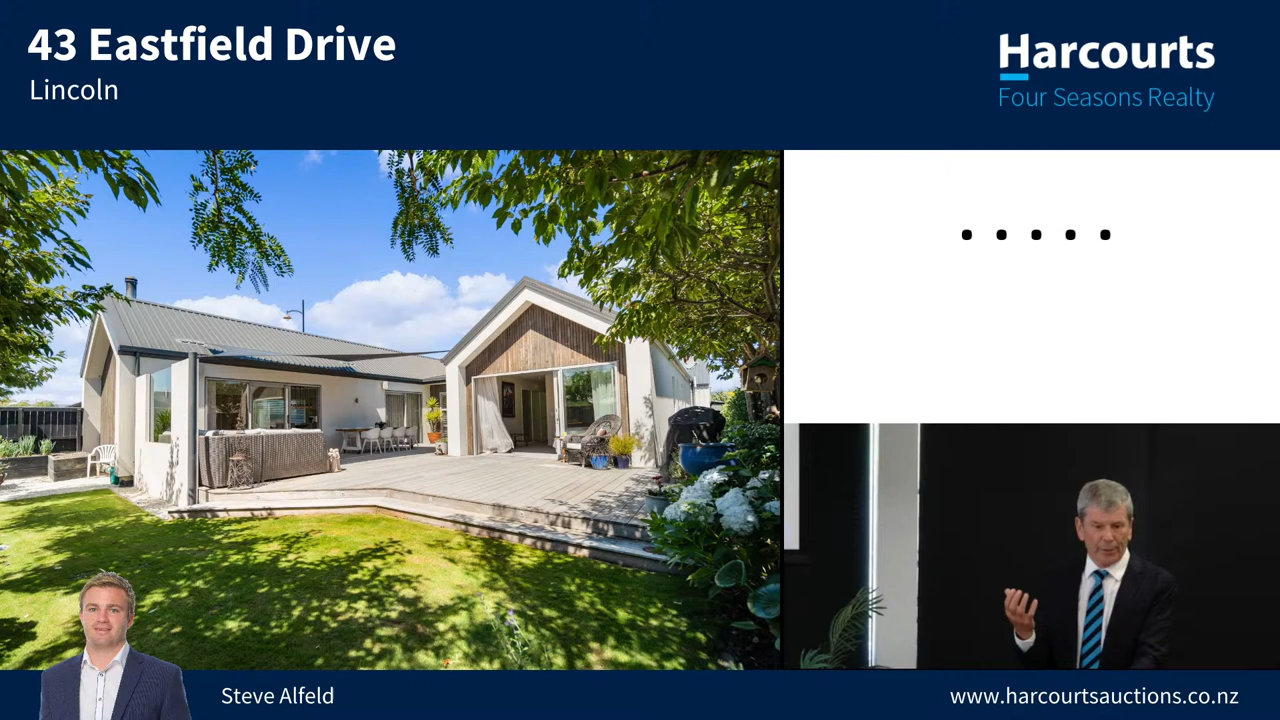 43 Eastfield Drive
Lincoln
Harcourts
Four Seasons Realty
.....
Steve Alfeld
www.harcourtsauctions.co.nz